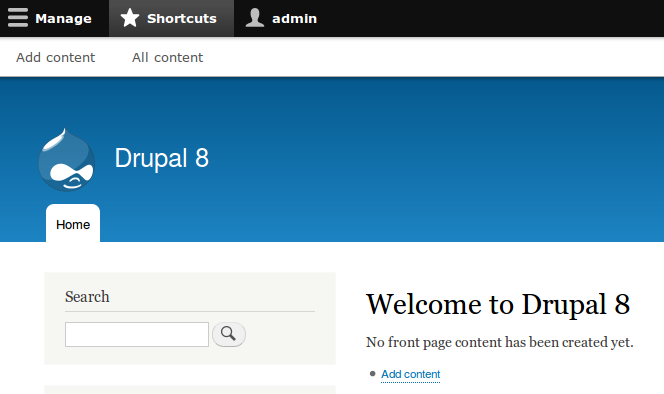 Manage Shortcuts admin
Add content All content
Drupal 8
Home
Search
Welcome to Drupal 8
No front page content has been created yet.
Add content